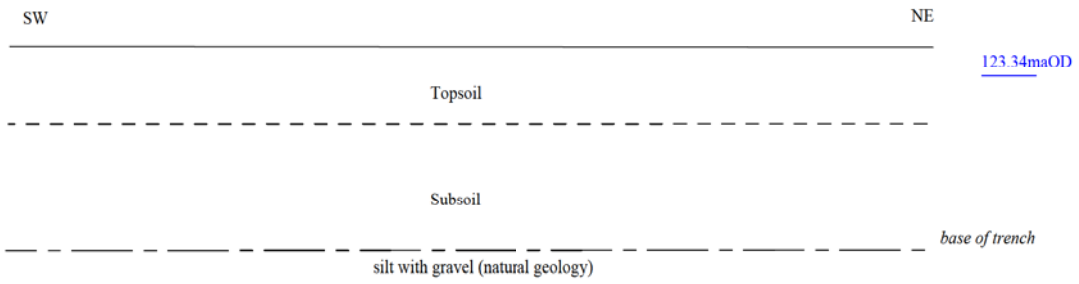 SW
NE
123.34maOD
Topsoil
Subsoil
base of trench
silt with gravel (natural geology)